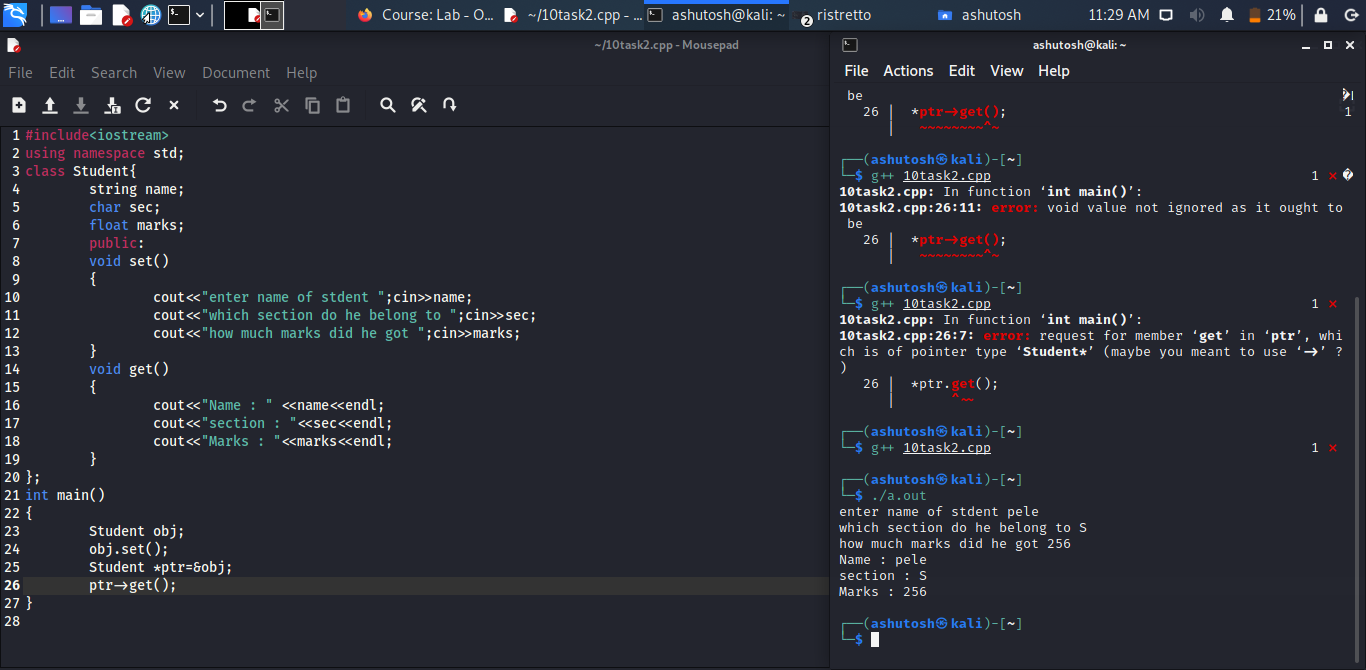 Course: Lab - O...
~/10task2.cpp - ...
ashutosh@kali: ~
2
ristretto
ashutosh
11:29 AM
21%
~/10task2.cpp - Mousepad
File Edit Search View Document Help
1 #include<iostream>
2 using namespace std;
3 class Student{
4 string name;
5 char sec;
6 float marks;
7 public:
8 void set()
9 {
10 cout<<"enter name of stdent ";cin>>name;
11 cout<<"which section do he belong to ";cin>>sec;
12 cout<<"how much marks did he got ";cin>>marks;
13 }
14 void get()
15 {
16 cout<<"Name : " <<name<<endl;
17 cout<<"section : "<<sec<<endl;
18 cout<<"Marks : "<<marks<<endl;
19 }
20 };
21 int main()
22 {
23 Student obj;
24 obj.set();
25 Student *ptr=&obj;
26 ptr->get();
27 }
28
ashutosh@kali: ~
File Actions Edit View Help
be
26 | *ptr->get();
1
| ~~~~~~~~^~
┌──(ashutosh㉿kali)-[~]
└─$ g++ 10task2.cpp 1 ⨯ �
10task2.cpp: In function ‘int main()’:
10task2.cpp:26:11: error: void value not ignored as it ought to
be
26 | *ptr->get();
| ~~~~~~~~^~
┌──(ashutosh㉿kali)-[~]
└─$ g++ 10task2.cpp 1 ⨯
10task2.cpp: In function ‘int main()’:
10task2.cpp:26:7: error: request for member ‘get’ in ‘ptr’, whi
ch is of pointer type ‘Student*’ (maybe you meant to use ‘->’ ?
)
26 | *ptr.get();
| ^~~
┌──(ashutosh㉿kali)-[~]
└─$ g++ 10task2.cpp 1 ⨯
┌──(ashutosh㉿kali)-[~]
└─$ ./a.out
enter name of stdent pele
which section do he belong to S
how much marks did he got 256
Name : pele
section : S
Marks : 256
┌──(ashutosh㉿kali)-[~]
└─$